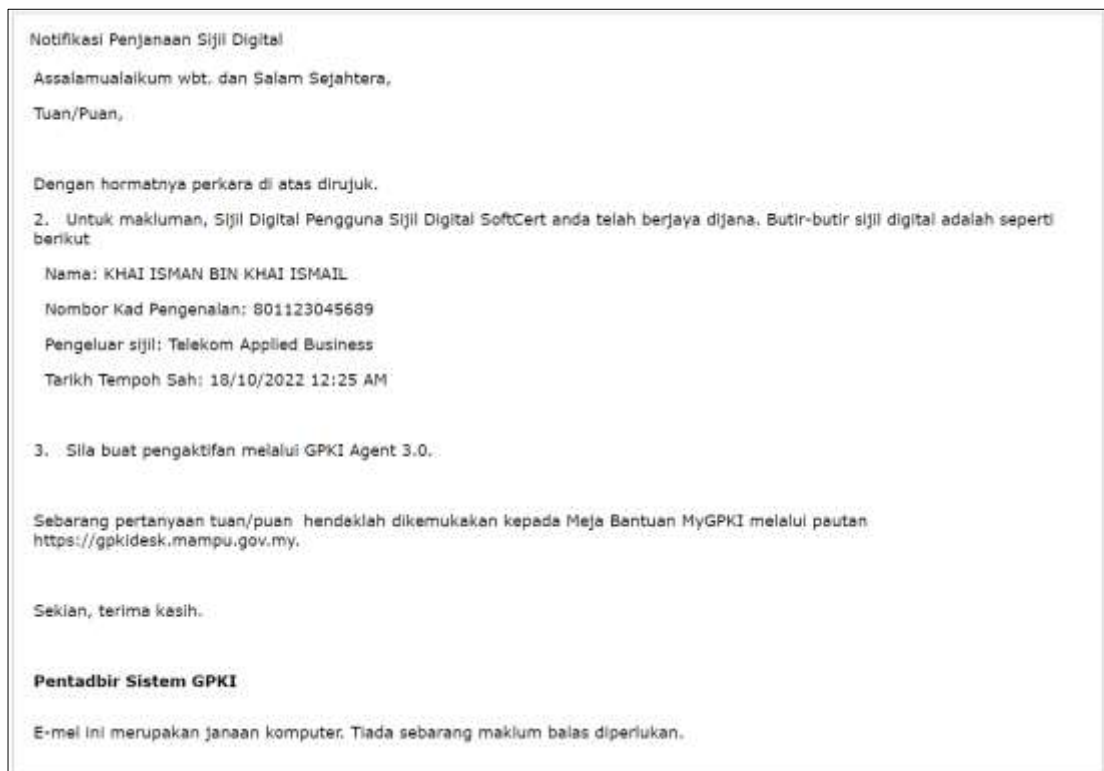 Notifikasi Penjanaan Sijil Digital
Assalamualaikum wbt. dan Salam Sejahtera,
Tuan/Puan,
Dengan hormatnya perkara di atas dirujuk.
2. Untuk makluman, Sijil Digital Pengguna Sijil Digital SoftCert anda telah berjaya dijana. Butir-butir sijil digital adalah seperti
berikut
Nama: KHAI ISMAN BIN KHAI ISMAIL
Nombor Kad Pengenalan: 801123045689
Pengeluar sijil: Telekom Applied Business
Tarikh Tempoh Sah: 18/10/2022 12:25 AM
3. Sila buat pengaktifan melalui GPKI Agent 3.0.
Sebarang pertanyaan tuan/puan hendaklah dikemukakan kepada Meja Bantuan MyGPKI melalui pautan
https://gpkidesk.mampu.gov.my.
Sekian, terima kasih.
Pentadbir Sistem GPKI
E-mel ini merupakan janaan komputer. Tiada sebarang maklum balas diperlukan.